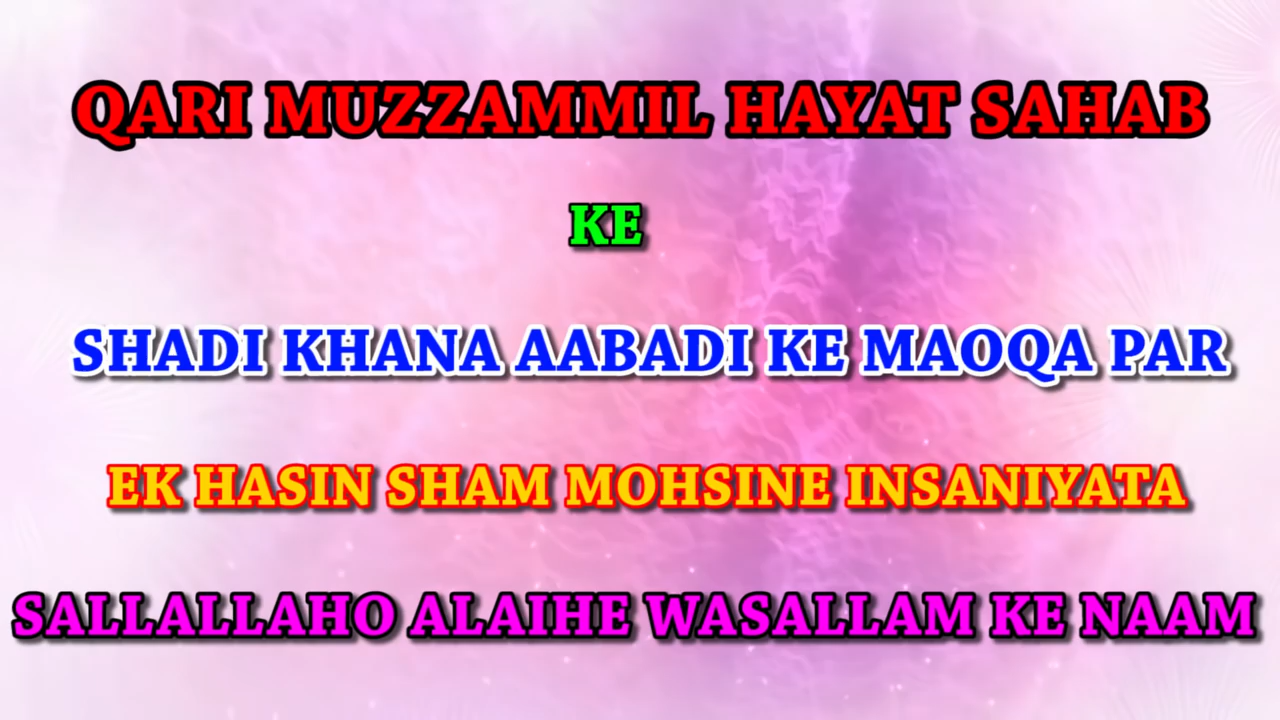 QARI MUZZAMMIL HAYAT SAHAB
KE
SHADI KHANA AABADI KE MAOQA PAR
EK HASIN SHAM MOHSINE INSANIYATA
SALLALLAHO ALAIHE WASALLAM KE NAAM